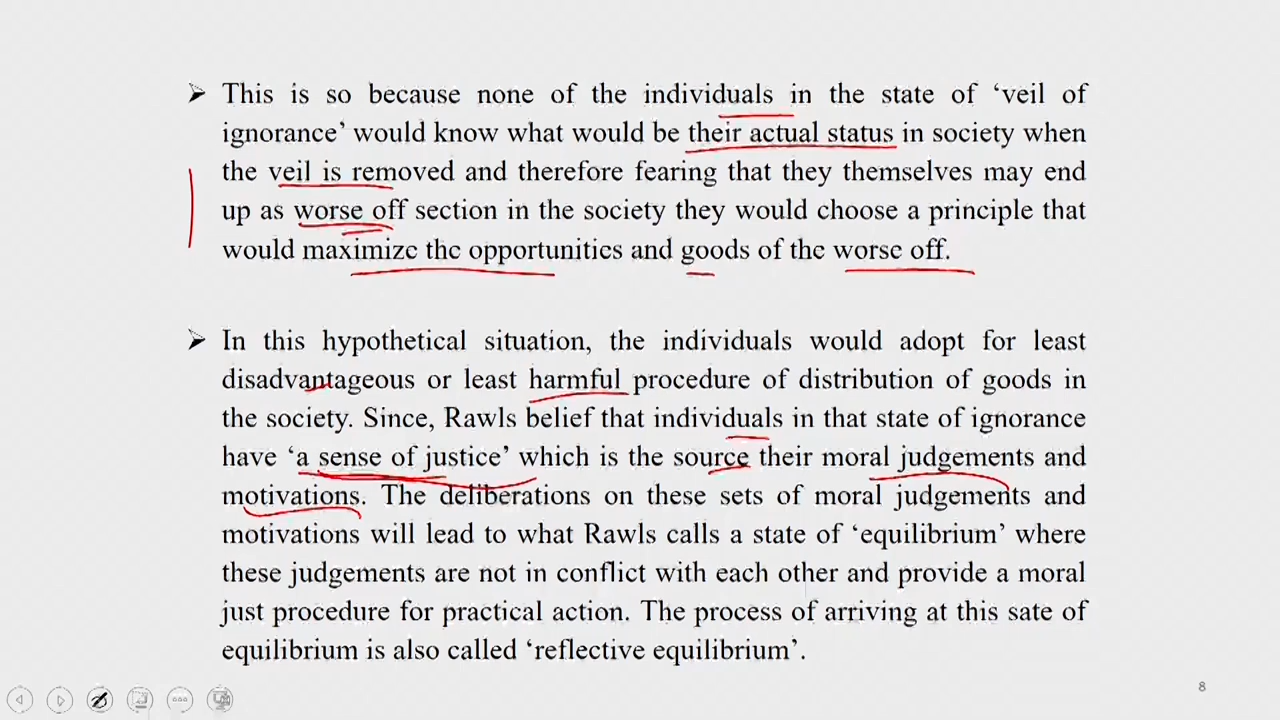 ➢ This is so because none of the individuals in the state of ‘veil of
ignorance’ would know what would be their actual status in society when
the veil is removed and therefore fearing that they themselves may end
up as worse off section in the society they would choose a principle that
would maximize the opportunities and goods of the worse off.
➢ In this hypothetical situation, the individuals would adopt for least
disadvantageous or least harmful procedure of distribution of goods in
the society. Since, Rawls belief that individuals in that state of ignorance
have ‘a sense of justice’ which is the source their moral judgements and
motivations. The deliberations on these sets of moral judgements and
motivations will lead to what Rawls calls a state of ‘equilibrium’ where
these judgements are not in conflict with each other and provide a moral
just procedure for practical action. The process of arriving at this sate of
equilibrium is also called ‘reflective equilibrium’.
8